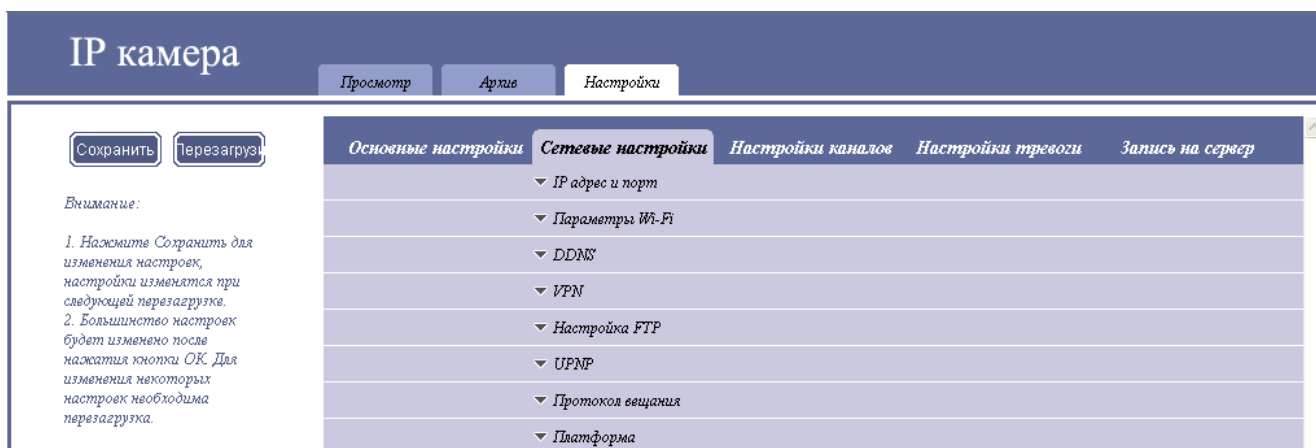 IP камера
Просмотр Архив Настройки
Сохранить Перезагрузи
Основные настройки Сетевые настройки Настройки каналов Настройки тревоги Запись на сервер
Внимание:
1. Нажмите Сохранить для
изменения настроек,
настройки изменятся при
следующей перезагрузке.
2. Большинство настроек
будет изменено после
нажатия кнопки ОК. Для
изменения некоторых
настроек необходима
перезагрузка.
IP адрес и порт
Параметры Wi-Fi
DDNS
VPN
Настройка FTP
UPNP
Протокол вещания
Платформа